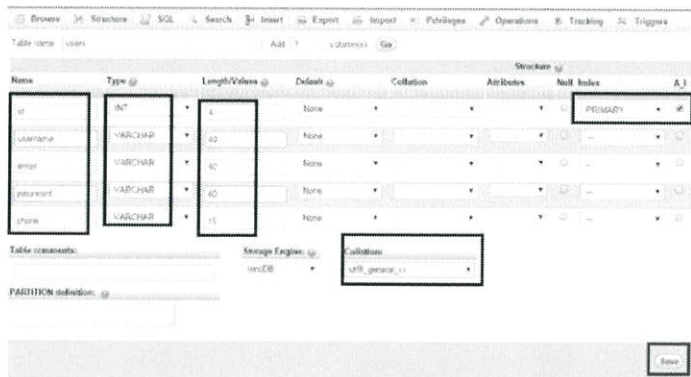 Browse Structure SQL Search Insert Export Import Privileges Operations Tracking Triggers
Table name: users Add 1 column(s) Go
Structure
Name Type Length/Values Default Collation Attributes Null Index A_I
id INT 4 None PRIMARY
username VARCHAR 40 None ---
email VARCHAR 40 None ---
password VARCHAR 40 None ---
phone VARCHAR 15 None ---
Table comments: Storage Engine: Collation:
InnoDB utf8_general_ci
PARTITION definition:
Save